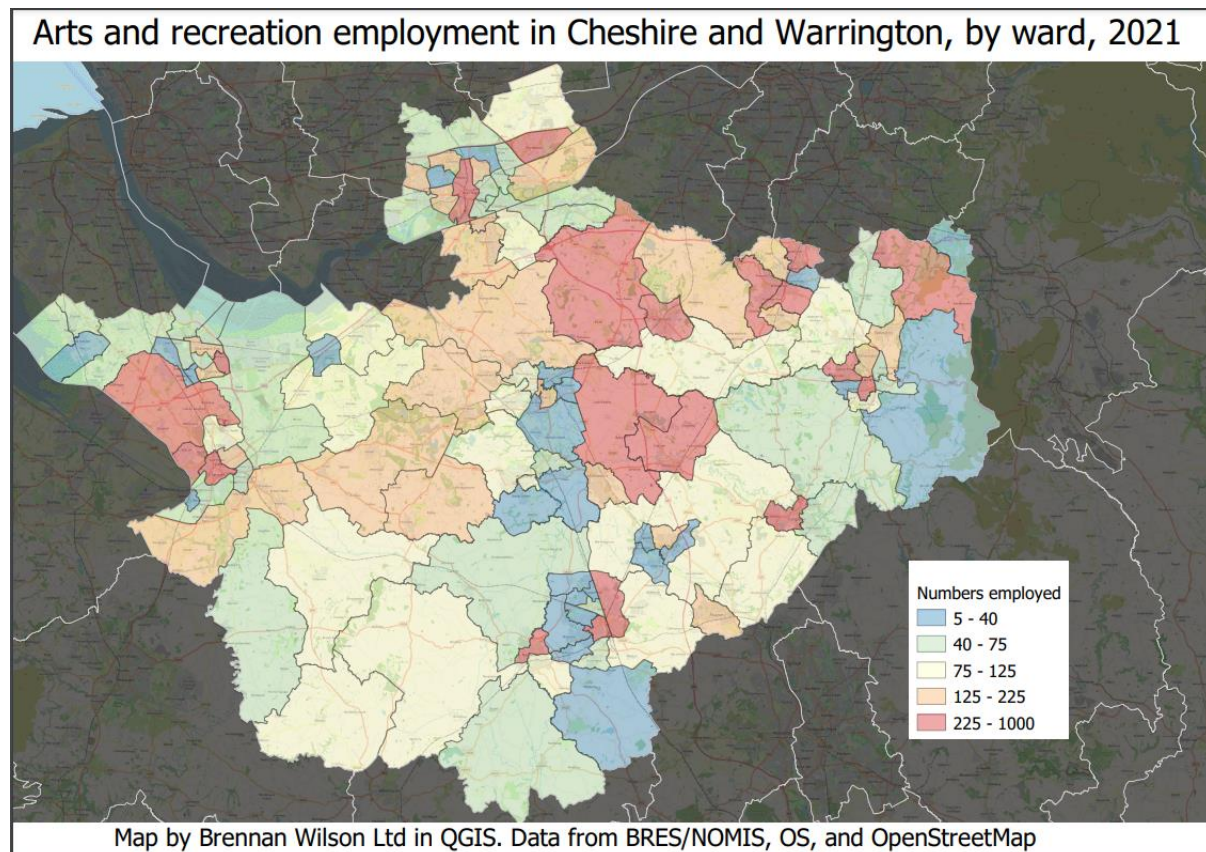 Arts and recreation employment in Cheshire and Warrington, by ward, 2021
Numbers employed
5 - 40
40 - 75
75 - 125
125 - 225
225 - 1000
Map by Brennan Wilson Ltd in QGIS. Data from BRES/NOMIS, OS, and OpenStreetMap